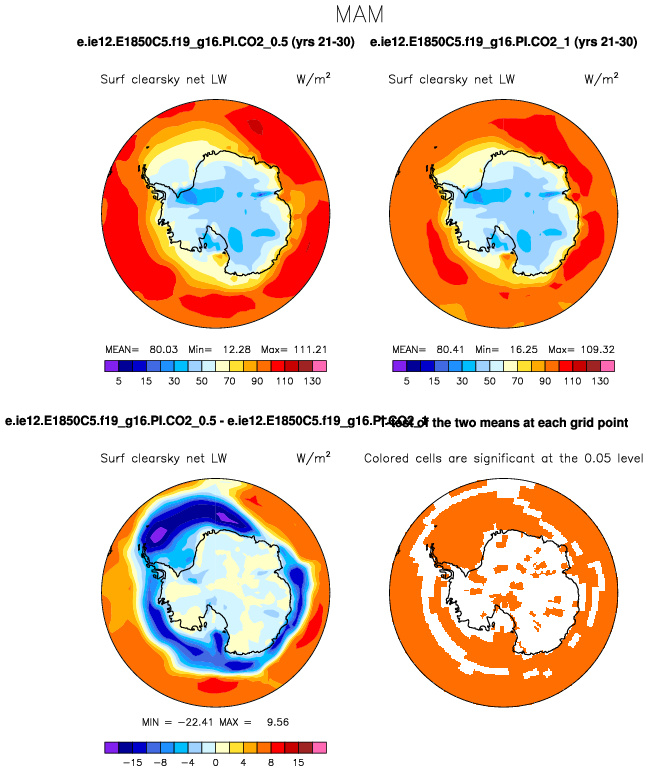 MAM
e.ie12.E1850C5.f19_g16.PI.CO2_0.5 (yrs 21-30)
e.ie12.E1850C5.f19_g16.PI.CO2_1 (yrs 21-30)
Surf clearsky net LW W/m²
Surf clearsky net LW W/m²
MEAN= 80.03 Min= 12.28 Max= 111.21
MEAN= 80.41 Min= 16.25 Max= 109.32
5 15 30 50 70 90 110 130
5 15 30 50 70 90 110 130
e.ie12.E1850C5.f19_g16.PI.CO2_0.5 - e.ie12.E1850C5.f19_g16.PI.CO2_1
T-test of the two means at each grid point
Surf clearsky net LW W/m²
Colored cells are significant at the 0.05 level
MIN = -22.41 MAX = 9.56
-15 -8 -4 0 4 8 15